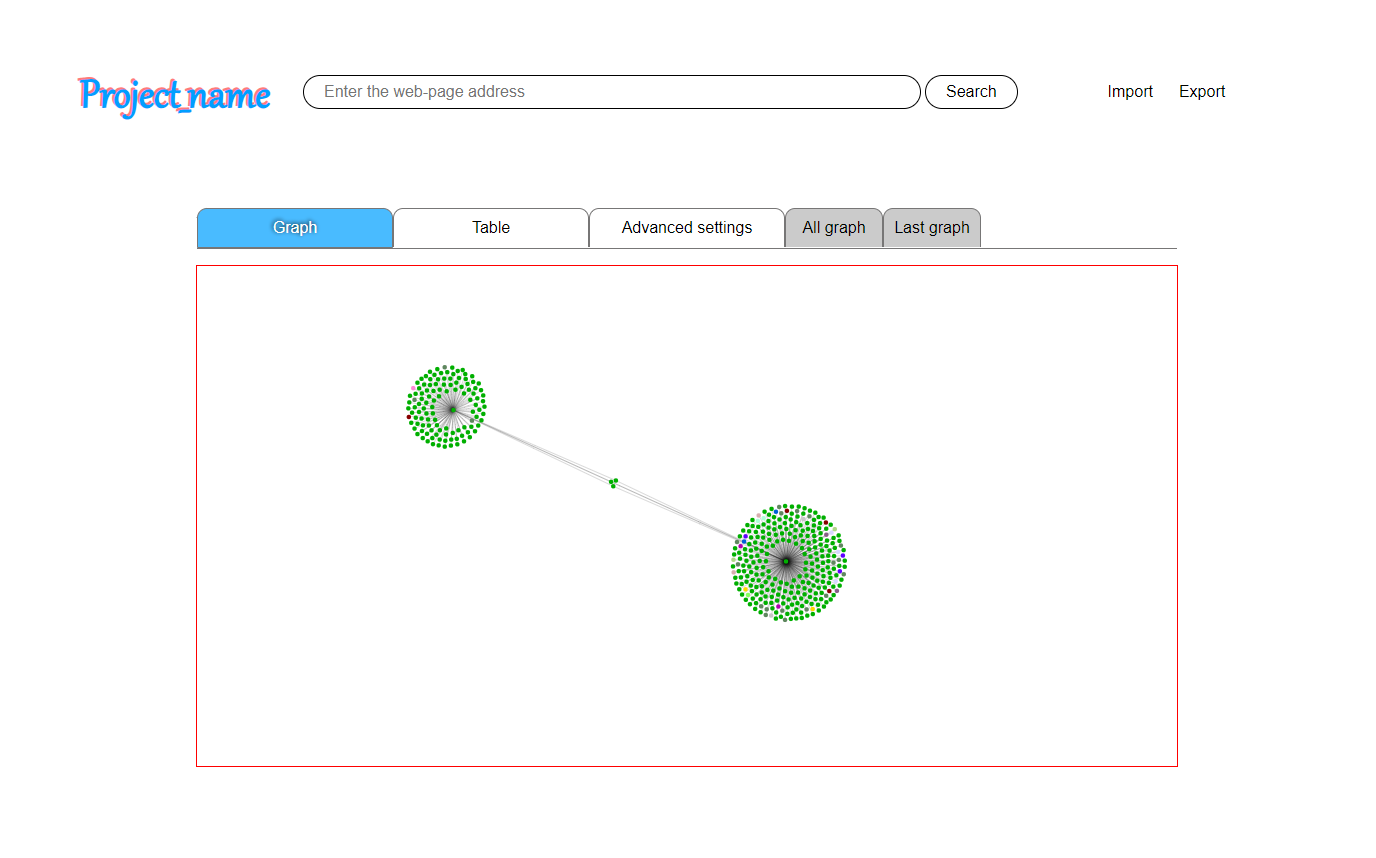 Project_name
Enter the web-page address
Search
Import
Export
Graph
Table
Advanced settings
All graph
Last graph